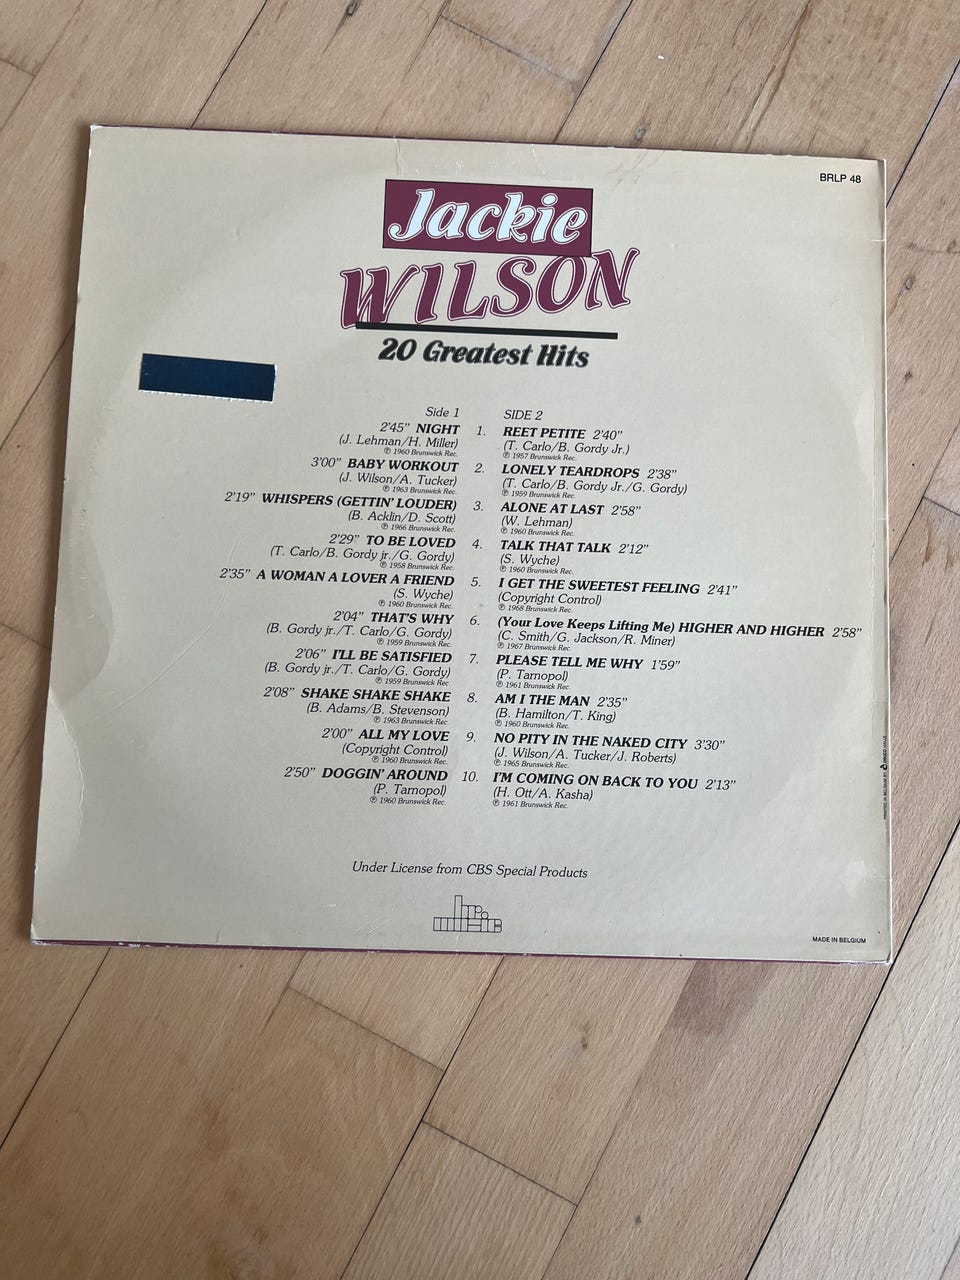 BRLP 48
Jackie
WILSON
20 Greatest Hits
Side 1
2'45" NIGHT 1.
(J. Lehman/H. Miller)
℗ 1960 Brunswick Rec.
3'00" BABY WORKOUT 2.
(J. Wilson/A. Tucker)
℗ 1963 Brunswick Rec.
2'19" WHISPERS (GETTIN' LOUDER) 3.
(B. Acklin/D. Scott)
℗ 1966 Brunswick Rec.
2'29" TO BE LOVED 4.
(T. Carlo/B. Gordy jr./G. Gordy)
℗ 1958 Brunswick Rec.
2'35" A WOMAN A LOVER A FRIEND 5.
(S. Wyche)
℗ 1960 Brunswick Rec.
2'04" THAT'S WHY 6.
(B. Gordy jr./T. Carlo/G. Gordy)
℗ 1959 Brunswick Rec.
2'06" I'LL BE SATISFIED 7.
(B. Gordy jr./T. Carlo/G. Gordy)
℗ 1959 Brunswick Rec.
2'08" SHAKE SHAKE SHAKE 8.
(B. Adams/B. Stevenson)
℗ 1963 Brunswick Rec.
2'00" ALL MY LOVE 9.
(Copyright Control)
℗ 1960 Brunswick Rec.
2'50" DOGGIN' AROUND 10.
(P. Tarnopol)
℗ 1960 Brunswick Rec.
SIDE 2
REET PETITE 2'40"
(T. Carlo/B. Gordy Jr.)
℗ 1957 Brunswick Rec.
LONELY TEARDROPS 2'38"
(T. Carlo/B. Gordy Jr./G. Gordy)
℗ 1959 Brunswick Rec.
ALONE AT LAST 2'58"
(W. Lehman)
℗ 1960 Brunswick Rec.
TALK THAT TALK 2'12"
(S. Wyche)
℗ 1960 Brunswick Rec.
I GET THE SWEETEST FEELING 2'41"
(Copyright Control)
℗ 1968 Brunswick Rec.
(Your Love Keeps Lifting Me) HIGHER AND HIGHER 2'58"
(C. Smith/G. Jackson/R. Miner)
℗ 1967 Brunswick Rec.
PLEASE TELL ME WHY 1'59"
(P. Tarnopol)
℗ 1961 Brunswick Rec.
AM I THE MAN 2'35"
(B. Hamilton/T. King)
℗ 1960 Brunswick Rec.
NO PITY IN THE NAKED CITY 3'30"
(J. Wilson/A. Tucker/J. Roberts)
℗ 1965 Brunswick Rec.
I'M COMING ON BACK TO YOU 2'13"
(H. Ott/A. Kasha)
℗ 1961 Brunswick Rec.
Under License from CBS Special Products
br. music
MADE IN BELGIUM
PRINTED IN BELGIUM BY